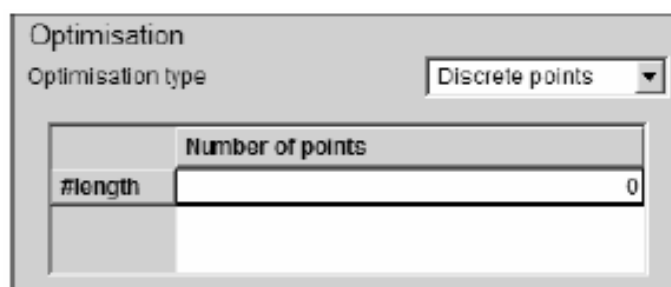 Optimisation
Optimisation type Discrete points
Number of points
#length 0